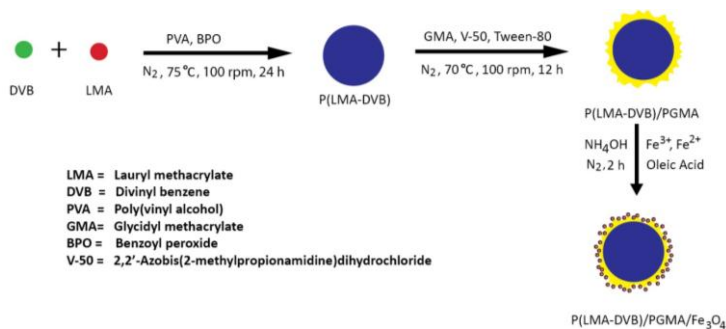 PVA, BPO
N₂, 75°C, 100 rpm, 24 h
DVB
+
LMA
P(LMA-DVB)
GMA, V-50, Tween-80
N₂, 70°C, 100 rpm, 12 h
P(LMA-DVB)/PGMA
NH₄OH Fe³⁺, Fe²⁺
N₂, 2 h Oleic Acid
P(LMA-DVB)/PGMA/Fe₃O₄
LMA = Lauryl methacrylate
DVB = Divinyl benzene
PVA = Poly(vinyl alcohol)
GMA= Glycidyl methacrylate
BPO = Benzoyl peroxide
V-50 = 2,2'-Azobis(2-methylpropionamidine)dihydrochloride